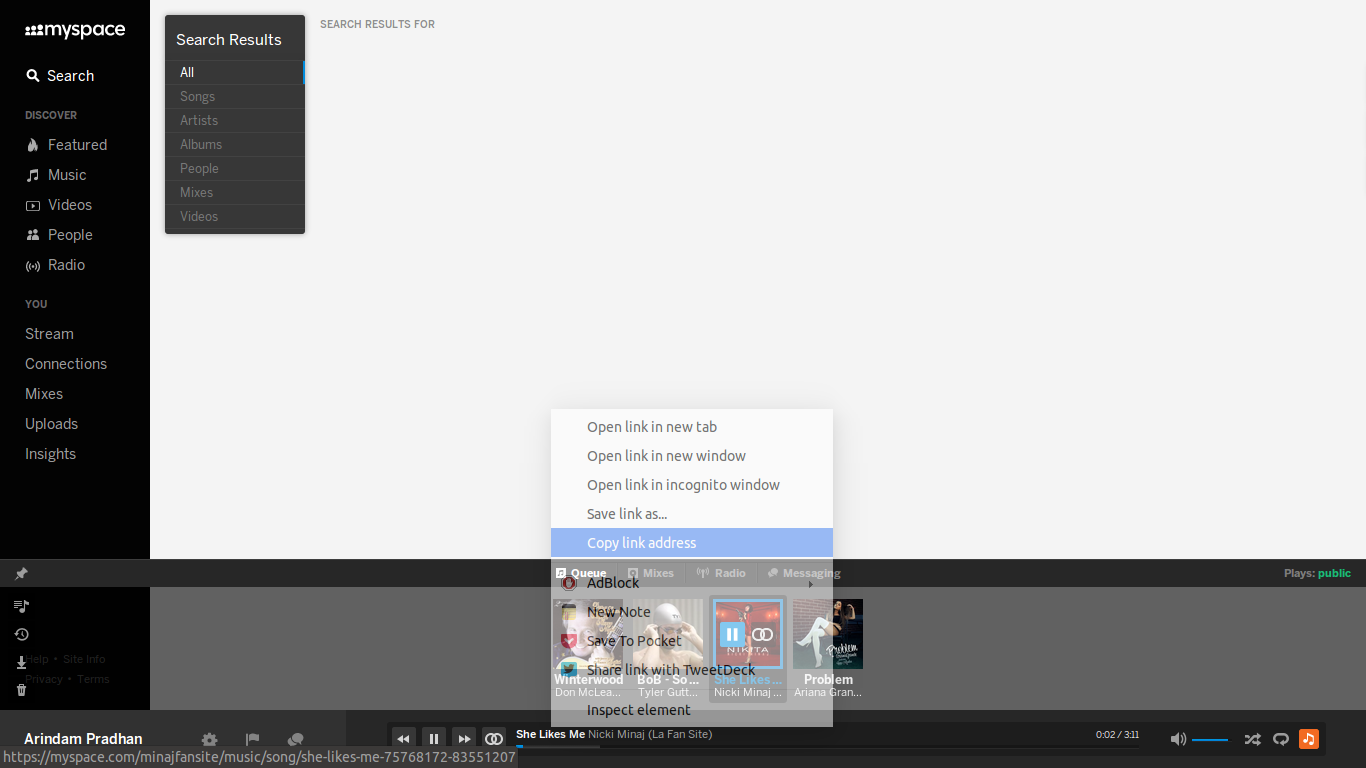 myspace
Search
DISCOVER
Featured
Music
Videos
People
Radio
YOU
Stream
Connections
Mixes
Uploads
Insights
Search Results
All
Songs
Artists
Albums
People
Mixes
Videos
SEARCH RESULTS FOR
Open link in new tab
Open link in new window
Open link in incognito window
Save link as...
Copy link address
AdBlock
New Note
Save To Pocket
Share link with TweetDeck
Inspect element
Queue Mixes Radio Messaging
Plays: public
NIKITA
Problem
Winterwood
Don McLea...
BoB - So ...
Tyler Gutt...
She Likes ...
Nicki Minaj ...
Problem
Ariana Gran...
Help • Site Info
Privacy • Terms
Arindam Pradhan
She Likes Me Nicki Minaj (La Fan Site)
0:02 / 3:11
https://myspace.com/minajfansite/music/song/she-likes-me-75768172-83551207